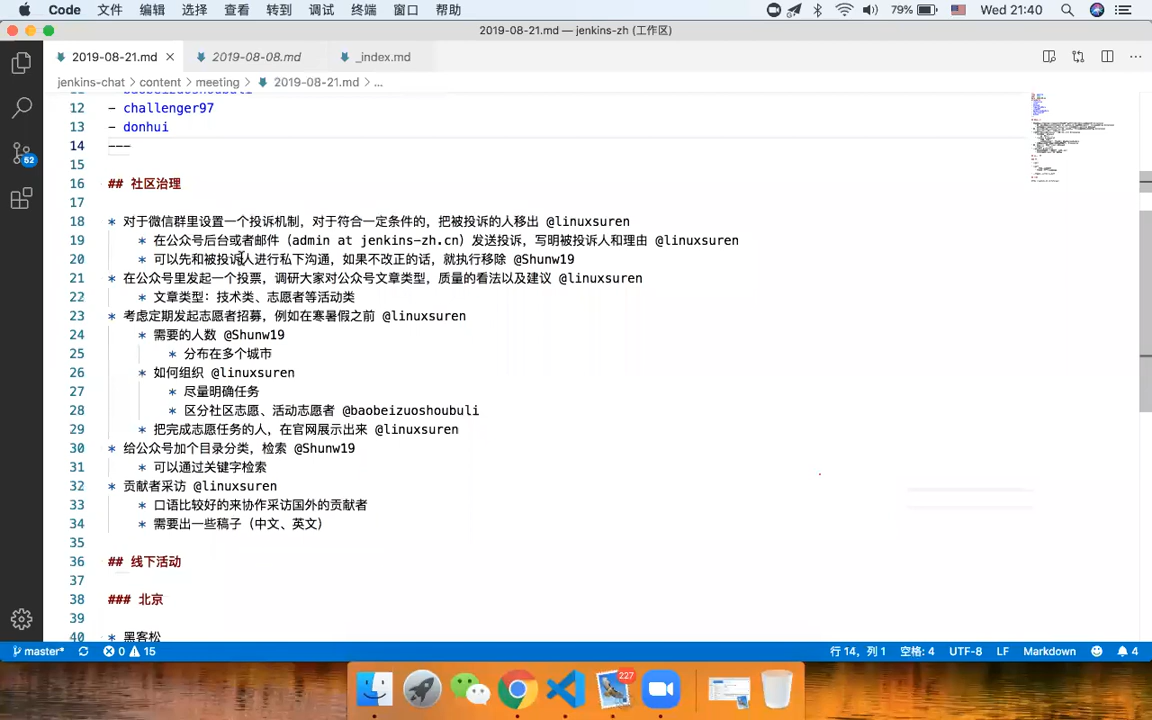 Code 文件 编辑 选择 查看 转到 调试 终端 窗口 帮助 79% Wed 21:40
2019-08-21.md — jenkins-zh (工作区)
2019-08-21.md 2019-08-08.md _index.md
jenkins-chat › content › meeting › 2019-08-21.md › ...
12 - challenger97
13 - donhui
14 ---
15
16 ## 社区治理
17
18 * 对于微信群里设置一个投诉机制，对于符合一定条件的，把被投诉的人移出 @linuxsuren
19 * 在公众号后台或者邮件（admin at jenkins-zh.cn）发送投诉，写明被投诉人和理由 @linuxsuren
20 * 可以先和被投诉人进行私下沟通，如果不改正的话，就执行移除 @Shunw19
21 * 在公众号里发起一个投票，调研大家对公众号文章类型，质量的看法以及建议 @linuxsuren
22 * 文章类型：技术类、志愿者等活动类
23 * 考虑定期发起志愿者招募，例如在寒暑假之前 @linuxsuren
24 * 需要的人数 @Shunw19
25 * 分布在多个城市
26 * 如何组织 @linuxsuren
27 * 尽量明确任务
28 * 区分社区志愿、活动志愿者 @baobeizuoshoubuli
29 * 把完成志愿任务的人，在官网展示出来 @linuxsuren
30 * 给公众号加个目录分类，检索 @Shunw19
31 * 可以通过关键字检索
32 * 贡献者采访 @linuxsuren
33 * 口语比较好的来协作采访国外的贡献者
34 * 需要出一些稿子（中文、英文）
35
36 ## 线下活动
37
38 ### 北京
39
40 * 黑客松
52
master* 0 15 行 14，列 1 空格: 4 UTF-8 LF Markdown 4
227